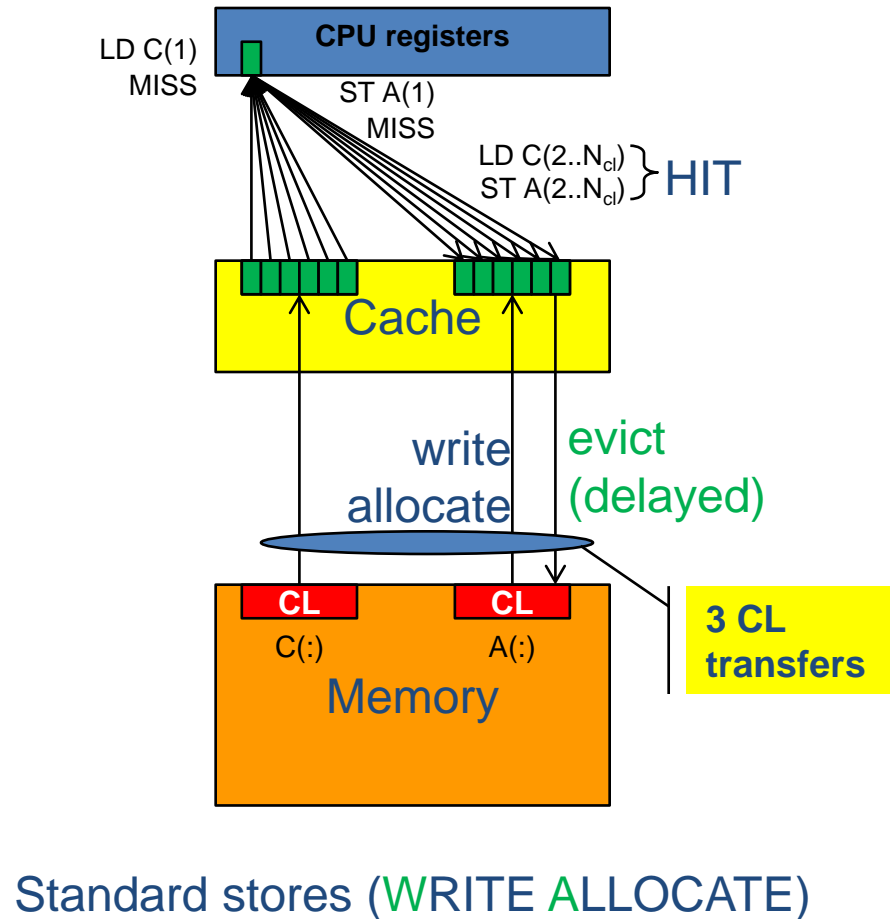 CPU registers
LD C(1)
MISS
ST A(1)
MISS
LD C(2..Ncl)
ST A(2..Ncl)
HIT
Cache
write
allocate
evict
(delayed)
CL
CL
C(:)
A(:)
Memory
3 CL
transfers
Standard stores (WRITE ALLOCATE)